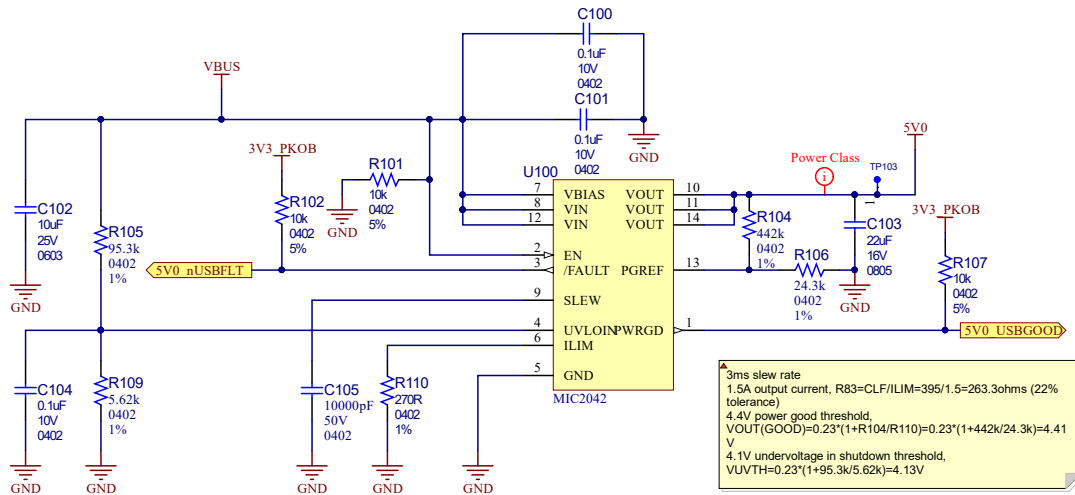 C100
0.1uF
10V
0402
VBUS
C101
0.1uF
10V
0402
GND
3V3_PKOB
R101
10k
0402
5%
GND
R102
10k
0402
5%
C102
10uF
25V
0603
GND
R105
95.3k
0402
1%
5V0_nUSBFLT
U100
7
VBIAS
8
VIN
12
VIN
2
EN
3
/FAULT
9
SLEW
4
UVLOIN
6
ILIM
5
GND
VOUT
10
VOUT
11
VOUT
14
PGREF
13
PWRGD
1
MIC2042
Power Class
i
TP103
1
5V0
R104
442k
0402
1%
R106
24.3k
0402
1%
C103
22uF
16V
0805
GND
3V3_PKOB
R107
10k
0402
5%
5V0_USBGOOD
C104
0.1uF
10V
0402
GND
R109
5.62k
0402
1%
GND
C105
10000pF
50V
0402
GND
R110
270R
0402
1%
GND
GND
3ms slew rate
1.5A output current, R83=CLF/ILIM=395/1.5=263.3ohms (22%
tolerance)
4.4V power good threshold,
VOUT(GOOD)=0.23*(1+R104/R110)=0.23*(1+442k/24.3k)=4.41
V
4.1V undervoltage in shutdown threshold,
VUVTH=0.23*(1+95.3k/5.62k)=4.13V